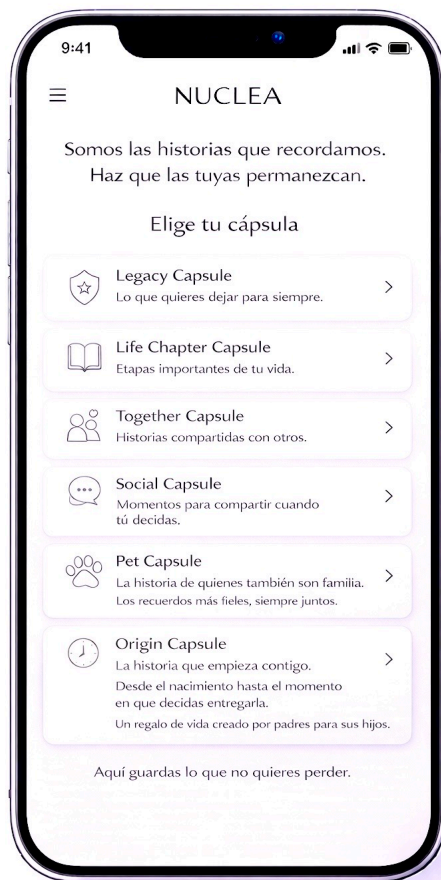 9:41
NUCLEA
Somos las historias que recordamos.
Haz que las tuyas permanezcan.
Elige tu cápsula
Legacy Capsule
Lo que quieres dejar para siempre.
Life Chapter Capsule
Etapas importantes de tu vida.
Together Capsule
Historias compartidas con otros.
Social Capsule
Momentos para compartir cuando
tú decidas.
Pet Capsule
La historia de quienes también son familia.
Los recuerdos más fieles, siempre juntos.
Origin Capsule
La historia que empieza contigo.
Desde el nacimiento hasta el momento
en que decidas entregarla.
Un regalo de vida creado por padres para sus hijos.
Aquí guardas lo que no quieres perder.